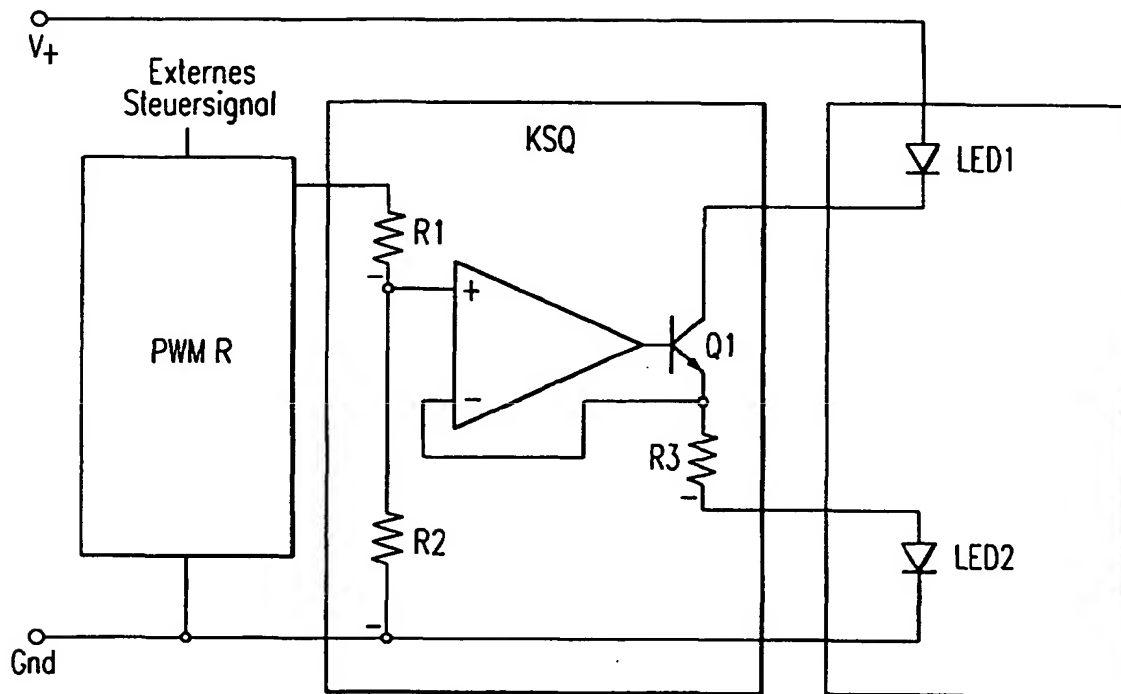 V+
Externes
Steuersignal
KSQ
LED1
R1
–
+
PWM R
Q1
–
R3
–
R2
LED2
–
Gnd